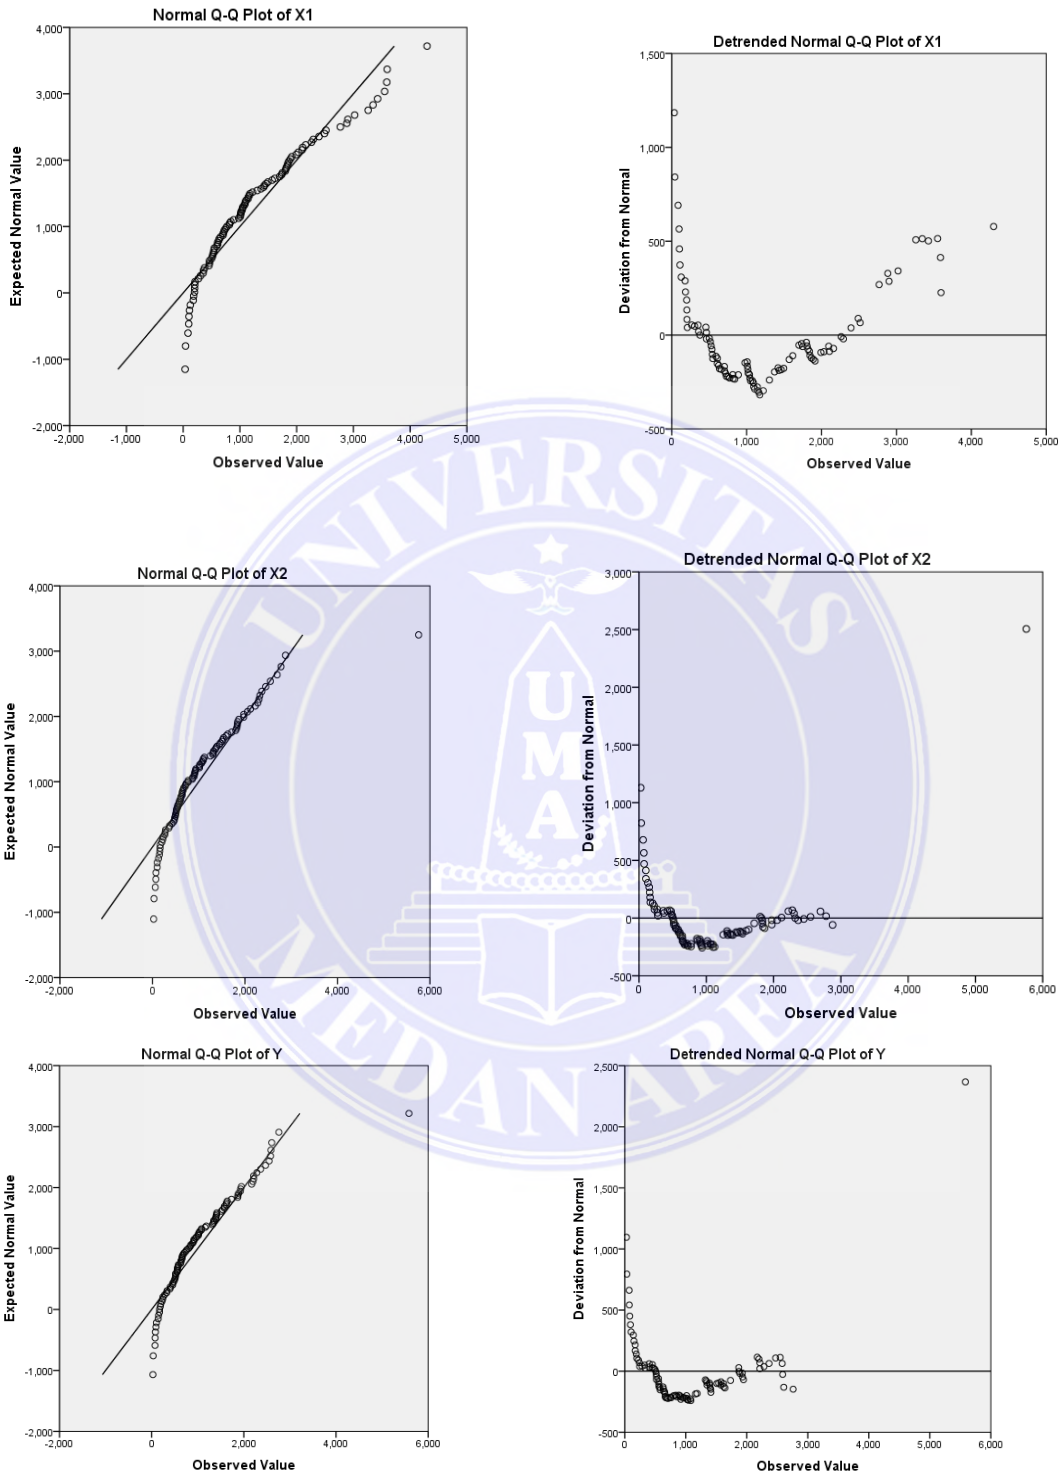 Normal Q-Q Plot of X1
4,000
3,000
2,000
1,000
0
-1,000
-2,000
Expected Normal Value
-2,000 -1,000 0 1,000 2,000 3,000 4,000 5,000
Observed Value
Detrended Normal Q-Q Plot of X1
1,500
1,000
500
0
-500
Deviation from Normal
0 1,000 2,000 3,000 4,000 5,000
Observed Value
Normal Q-Q Plot of X2
4,000
3,000
2,000
1,000
0
-1,000
-2,000
Expected Normal Value
-2,000 0 2,000 4,000 6,000
Observed Value
Detrended Normal Q-Q Plot of X2
3,000
2,500
2,000
1,500
1,000
500
0
-500
Deviation from Normal
0 1,000 2,000 3,000 4,000 5,000 6,000
Observed Value
Normal Q-Q Plot of Y
4,000
3,000
2,000
1,000
0
-1,000
-2,000
Expected Normal Value
-2,000 0 2,000 4,000 6,000
Observed Value
Detrended Normal Q-Q Plot of Y
2,500
2,000
1,500
1,000
500
0
-500
Deviation from Normal
0 1,000 2,000 3,000 4,000 5,000 6,000
Observed Value
UNIVERSITAS
UMA
MEDAN AREA